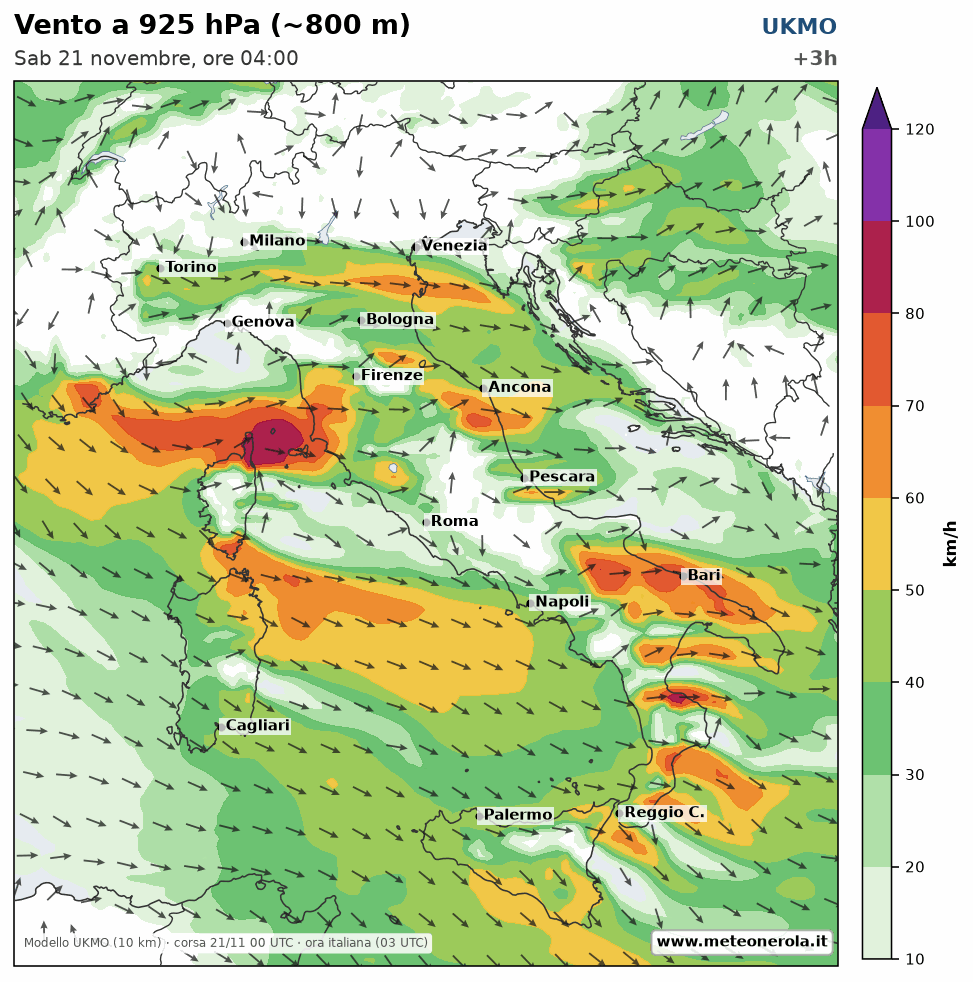 Vento a 925 hPa (~800 m)
UKMO
Sab 21 novembre, ore 04:00
+3h
120
100
80
70
60
50
40
30
20
10
km/h
Milano
Venezia
Torino
Genova
Bologna
Firenze
Ancona
Pescara
Roma
Bari
Napoli
Cagliari
Palermo
Reggio C.
Modello UKMO (10 km) · corsa 21/11 00 UTC · ora italiana (03 UTC)
www.meteonerola.it